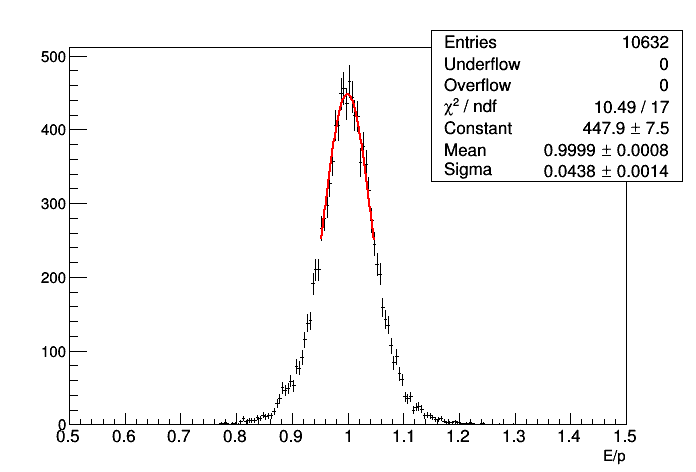 500
400
300
200
100
0
0.5 0.6 0.7 0.8 0.9 1 1.1 1.2 1.3 1.4 1.5
E/p
Entries 10632
Underflow 0
Overflow 0
χ² / ndf 10.49 / 17
Constant 447.9 ± 7.5
Mean 0.9999 ± 0.0008
Sigma 0.0438 ± 0.0014